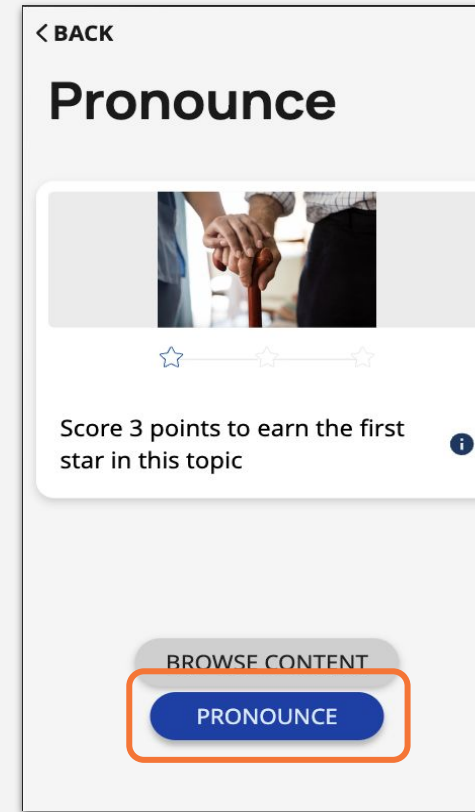 BACK
Pronounce
Score 3 points to earn the first
star in this topic
BROWSE CONTENT
PRONOUNCE